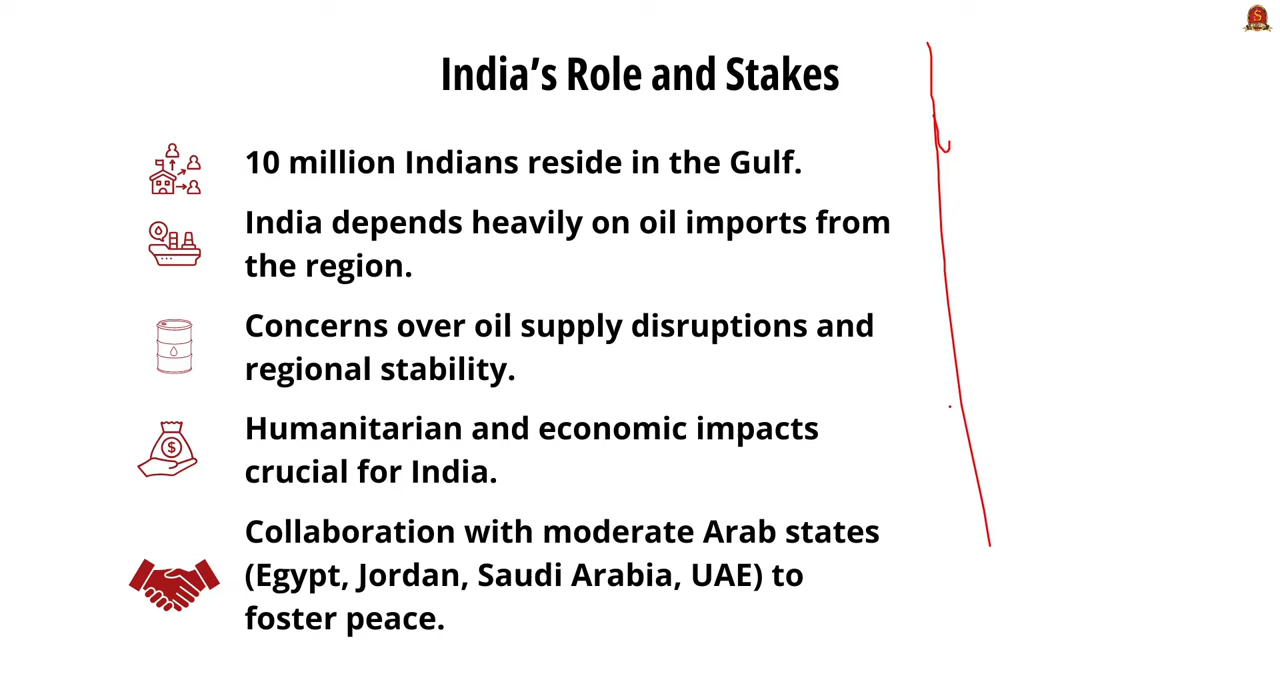 India's Role and Stakes
10 million Indians reside in the Gulf.
India depends heavily on oil imports from
the region.
Concerns over oil supply disruptions and
regional stability.
Humanitarian and economic impacts
crucial for India.
Collaboration with moderate Arab states
(Egypt, Jordan, Saudi Arabia, UAE) to
foster peace.